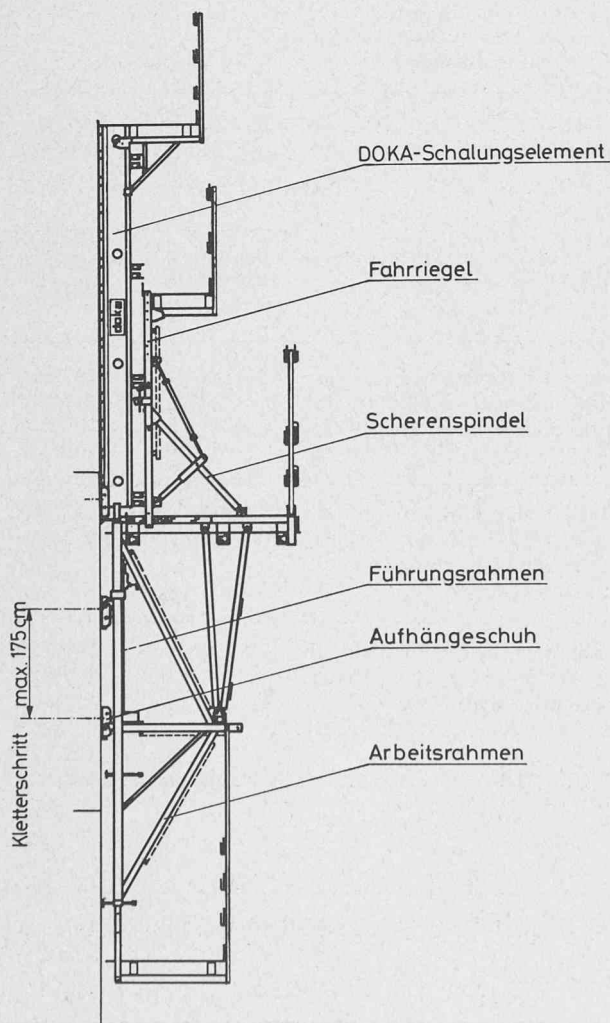 DOKA-Schalungselement
Fahrriegel
doka
Scherenspindel
Führungsrahmen
Aufhängeschuh
Arbeitsrahmen
Kletterschritt max. 175 cm